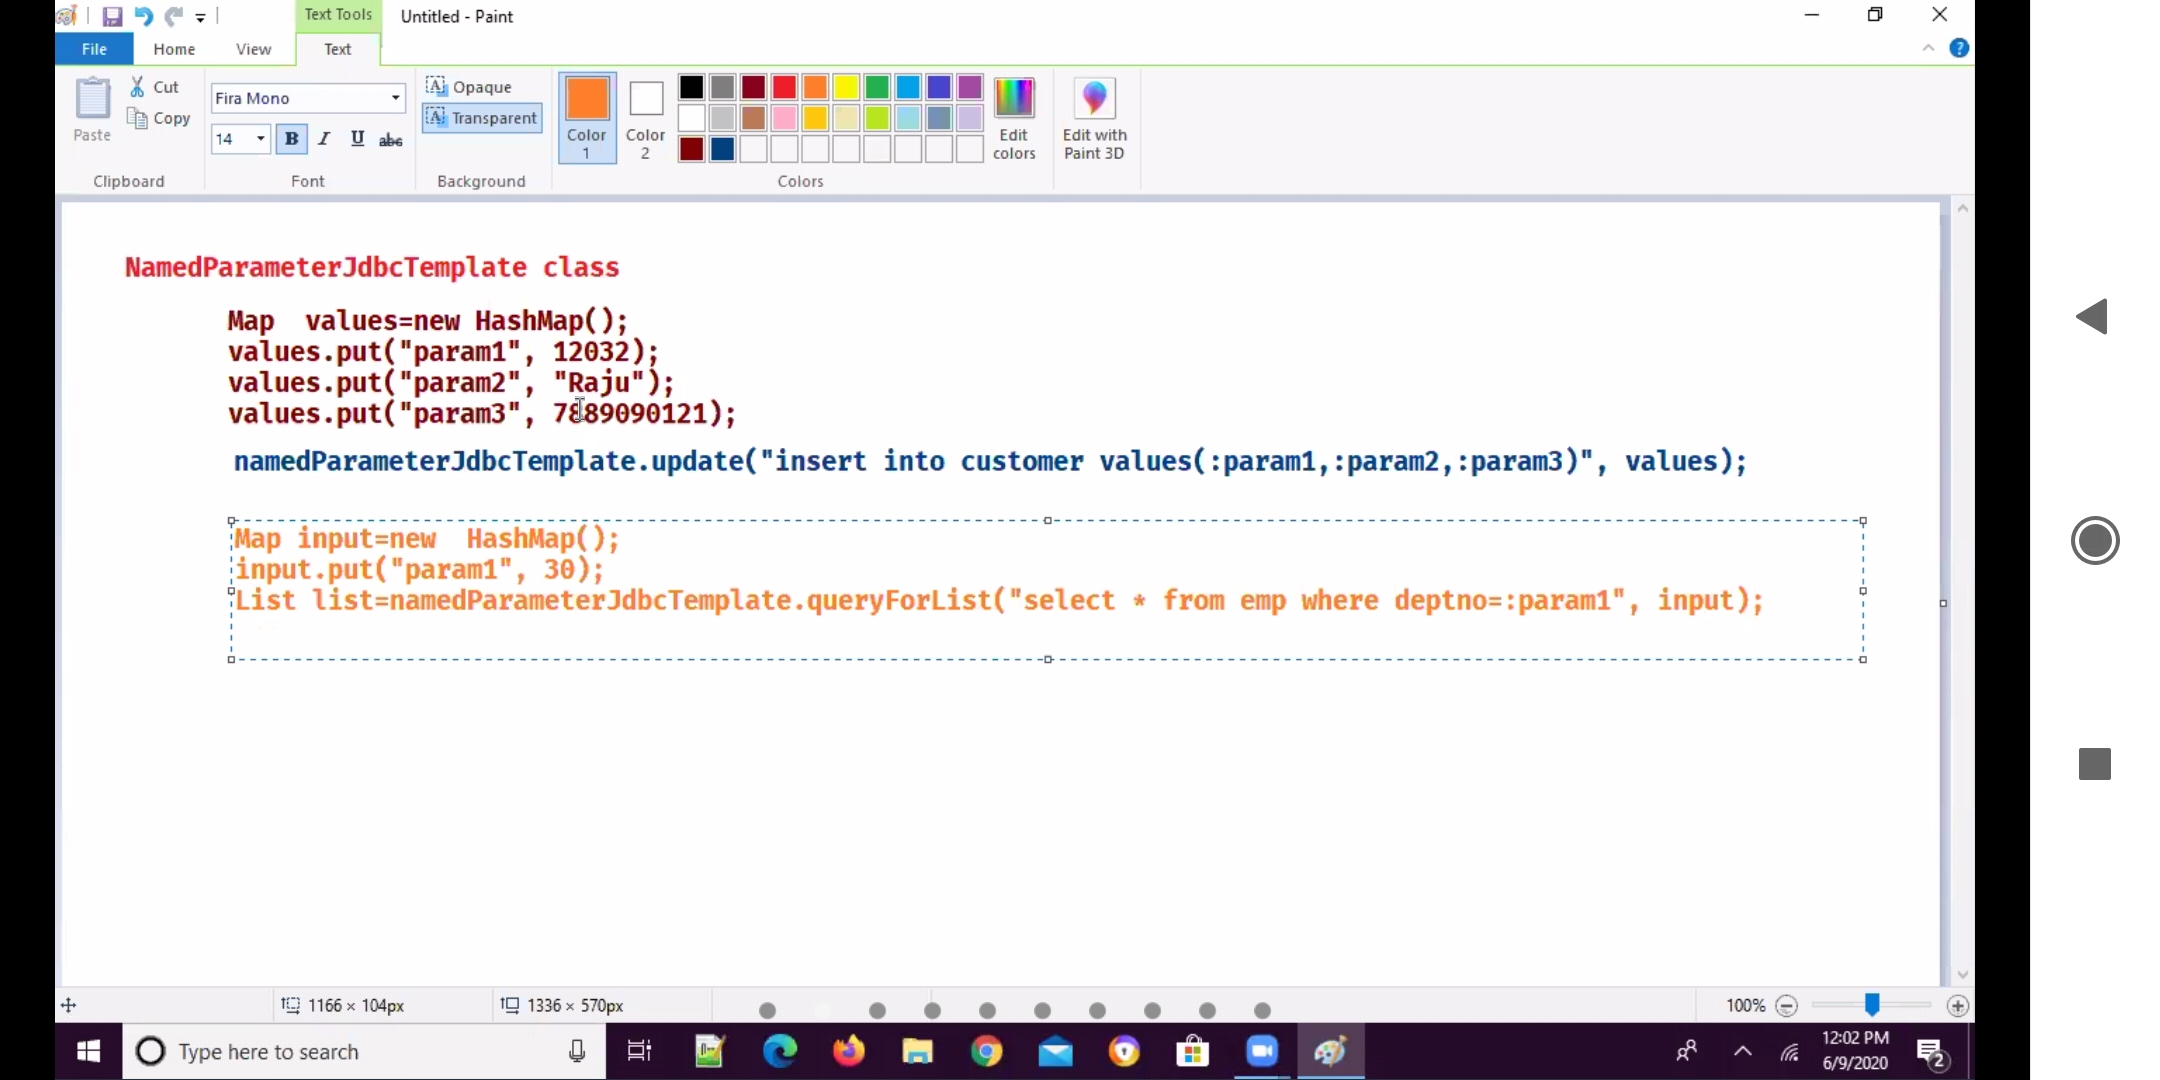 Text Tools
Untitled - Paint
File
Home
View
Text
Paste
Cut
Copy
Clipboard
Fira Mono
14
B
I
U
abc
Font
Opaque
Transparent
Background
Color 1
Color 2
Edit colors
Edit with Paint 3D
Colors
NamedParameterJdbcTemplate class
Map  values=new HashMap();
values.put("param1", 12032);
values.put("param2", "Raju");
values.put("param3", 7889090121);
namedParameterJdbcTemplate.update("insert into customer values(:param1,:param2,:param3)", values);
Map input=new  HashMap();
input.put("param1", 30);
List list=namedParameterJdbcTemplate.queryForList("select * from emp where deptno=:param1", input);
1166 × 104px
1336 × 570px
100%
Type here to search
12:02 PM
6/9/2020
2